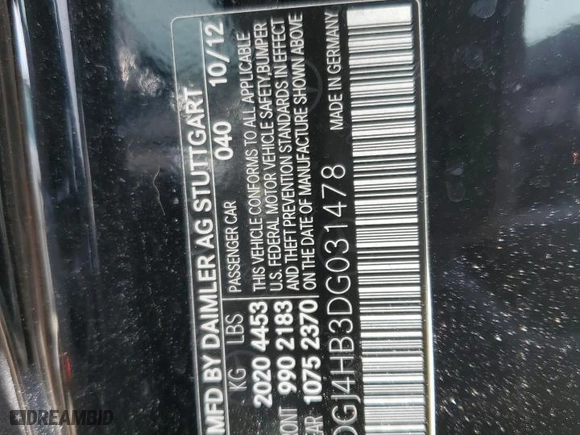 MFD BY DAIMLER AG STUTTGART
040 10/12
KG LBS PASSENGER CAR
2020 4453
990 2183
1075 2370
THIS VEHICLE CONFORMS TO ALL APPLICABLE
U.S. FEDERAL MOTOR VEHICLE SAFETY, BUMPER
AND THEFT PREVENTION STANDARDS IN EFFECT
ON THE DATE OF MANUFACTURE SHOWN ABOVE
MADE IN GERMANY
GJ4HB3DG031478
DREAMBID